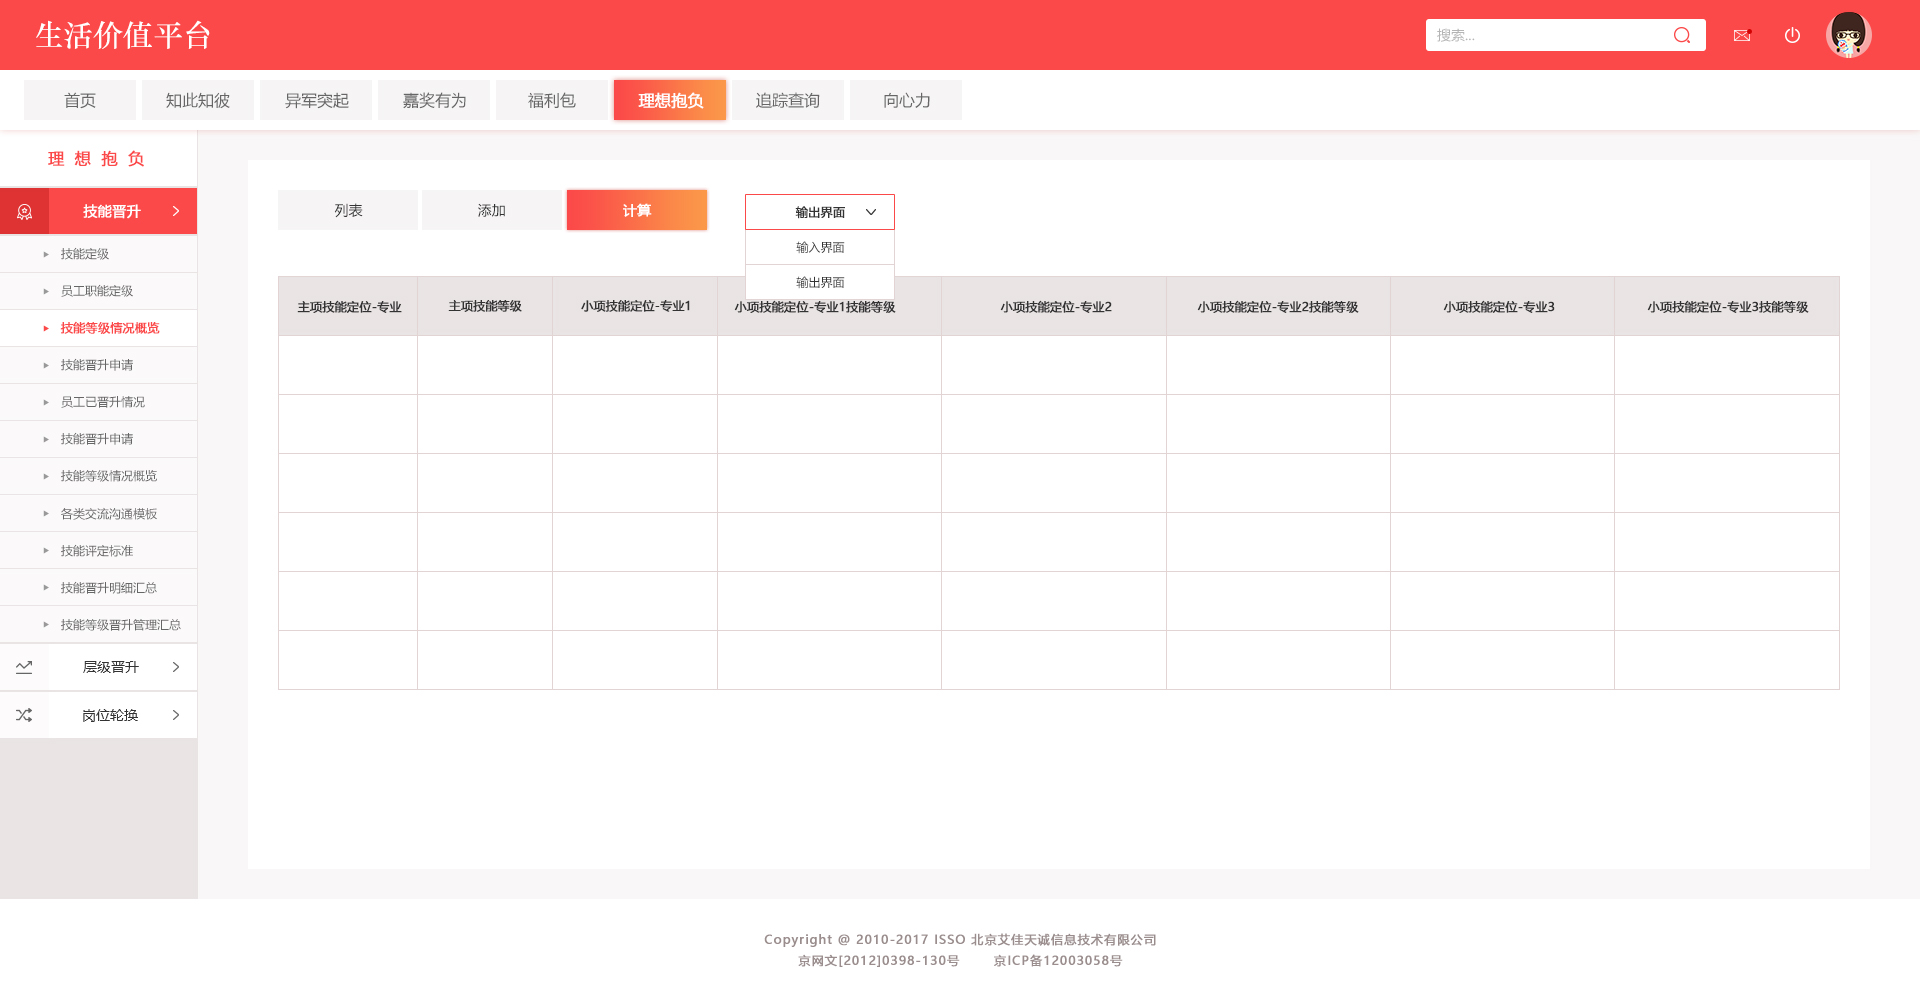 生活价值平台
搜索...
首页
知此知彼
异军突起
嘉奖有为
福利包
理想抱负
追踪查询
向心力
理想抱负
技能晋升
技能定级
员工职能定级
技能等级情况概览
技能晋升申请
员工已晋升情况
技能晋升申请
技能等级情况概览
各类交流沟通模板
技能评定标准
技能晋升明细汇总
技能等级晋升管理汇总
层级晋升
岗位轮换
列表
添加
计算
输出界面
输入界面
输出界面
主项技能定位-专业
主项技能等级
小项技能定位-专业1
小项技能定位-专业1技能等级
小项技能定位-专业2
小项技能定位-专业2技能等级
小项技能定位-专业3
小项技能定位-专业3技能等级
Copyright @ 2010-2017 ISSO 北京艾佳天诚信息技术有限公司
京网文[2012]0398-130号 京ICP备12003058号